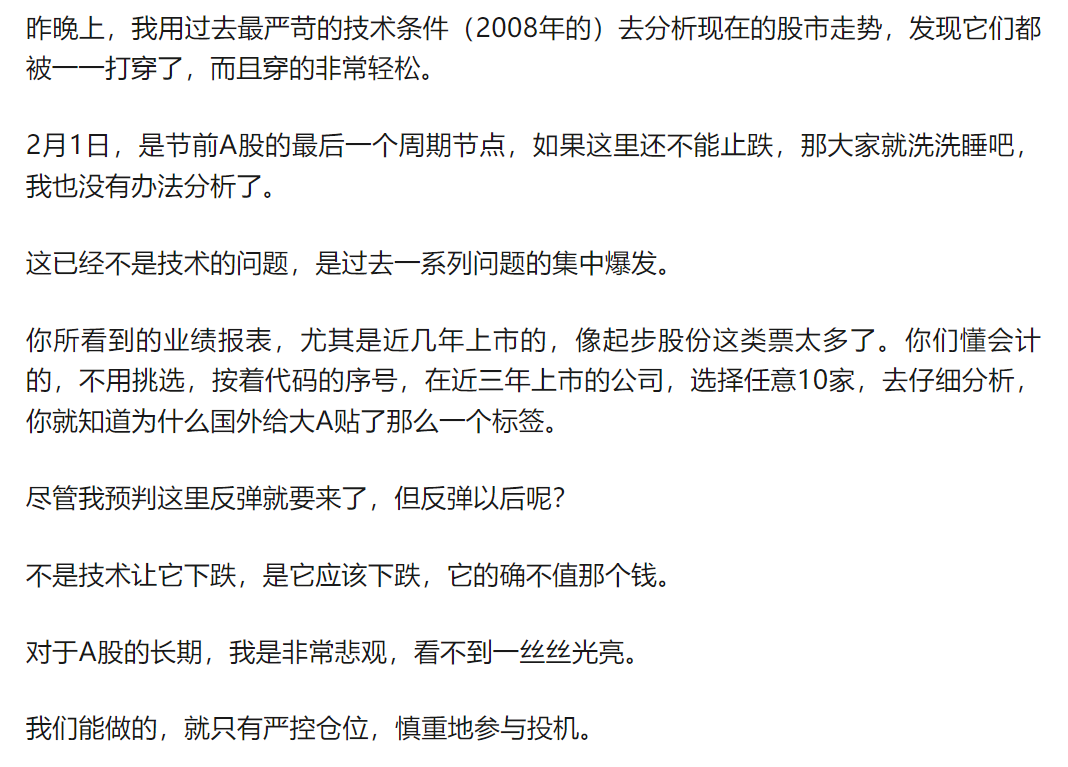 昨晚上，我用过去最严苛的技术条件（2008年的）去分析现在的股市走势，发现它们都
被一一打穿了，而且穿的非常轻松。
2月1日，是节前A股的最后一个周期节点，如果这里还不能止跌，那大家就洗洗睡吧，
我也没有办法分析了。
这已经不是技术的问题，是过去一系列问题的集中爆发。
你所看到的业绩报表，尤其是近几年上市的，像起步股份这类票太多了。你们懂会计
的，不用挑选，按着代码的序号，在近三年上市的公司，选择任意10家，去仔细分析，
你就知道为什么国外给大A贴了那么一个标签。
尽管我预判这里反弹就要来了，但反弹以后呢？
不是技术让它下跌，是它应该下跌，它的确不值那个钱。
对于A股的长期，我是非常悲观，看不到一丝丝光亮。
我们能做的，就只有严控仓位，慎重地参与投机。